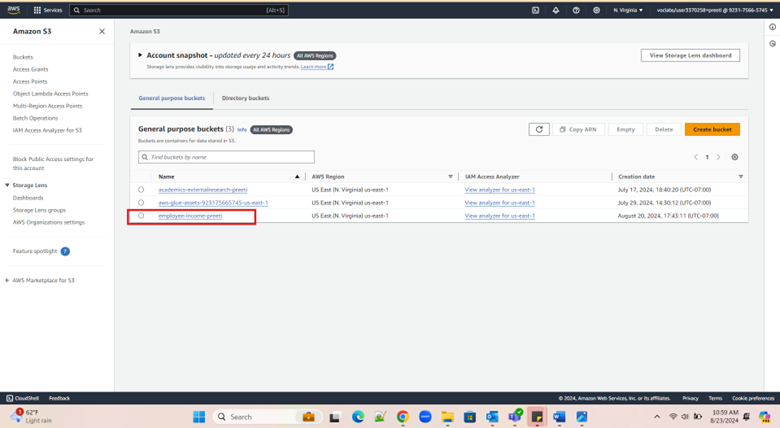 aws Services Search [Alt+S] N. Virginia voclabs/user3370258=preeti @ 9231-7566-5745
Amazon S3
Buckets
Access Grants
Access Points
Object Lambda Access Points
Multi-Region Access Points
Batch Operations
IAM Access Analyzer for S3
Block Public Access settings for
this account
Storage Lens
Dashboards
Storage Lens groups
AWS Organizations settings
Feature spotlight 7
AWS Marketplace for S3
Amazon S3
Account snapshot - updated every 24 hours All AWS Regions
Storage lens provides visibility into storage usage and activity trends. Learn more
View Storage Lens dashboard
General purpose buckets Directory buckets
General purpose buckets (3) Info All AWS Regions
Buckets are containers for data stored in S3.
Copy ARN Empty Delete Create bucket
Find buckets by name
1
Name AWS Region IAM Access Analyzer Creation date
academics-externalresearch-preeti US East (N. Virginia) us-east-1 View analyzer for us-east-1 July 17, 2024, 18:40:20 (UTC-07:00)
aws-glue-assets-923175665745-us-east-1 US East (N. Virginia) us-east-1 View analyzer for us-east-1 July 29, 2024, 14:30:12 (UTC-07:00)
employee-income-preeti US East (N. Virginia) us-east-1 View analyzer for us-east-1 August 20, 2024, 17:43:11 (UTC-07:00)
CloudShell Feedback © 2024, Amazon Web Services, Inc. or its affiliates. Privacy Terms Cookie preferences
1
62°F
Light rain
Search
10:59 AM
8/23/2024